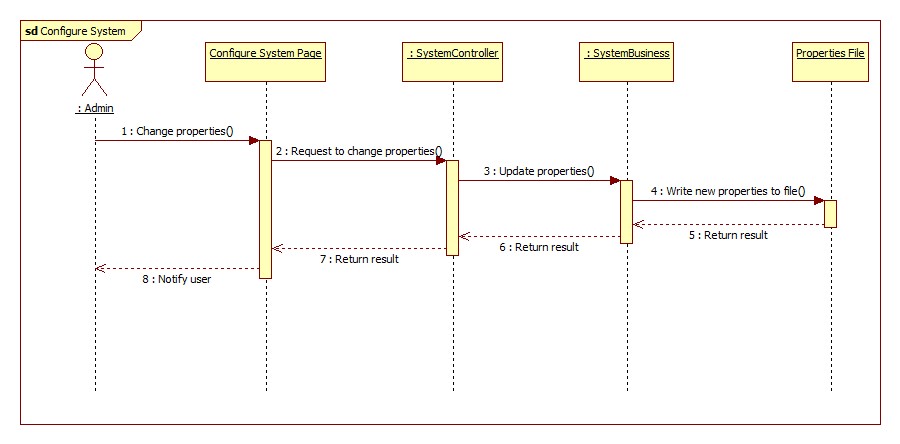 sd Configure System
Configure System Page
: SystemController
: SystemBusiness
Properties File
: Admin
1 : Change properties()
2 : Request to change properties()
3 : Update properties()
4 : Write new properties to file()
5 : Return result
6 : Return result
7 : Return result
8 : Notify user